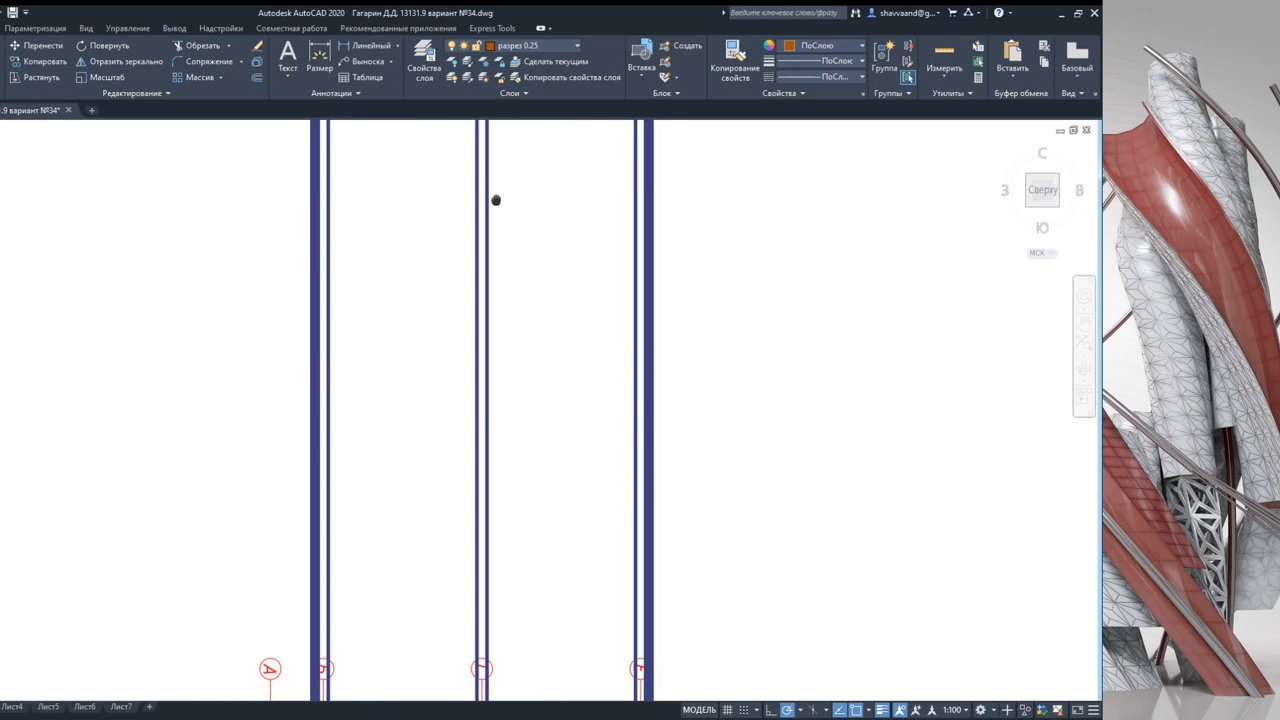 Autodesk AutoCAD 2020 Гагарин Д.Д. 13131.9 вариант №34.dwg
Введите ключевое слово/фразу
shavvaand@g...
Параметризация Вид Управление Вывод Надстройки Совместная работа Рекомендованные приложения Express Tools
Перенести Поворот Обрезать
Копировать Отразить зеркально Сопряжение
Растянуть Масштаб Массив
Редактирование
Текст
Размер
Линейный
Выноска
Таблица
Аннотации
Свойства слоя
разрез 0.25
Сделать текущим
Копировать свойства слоя
Слои
Вставка
Создать
Блок
Копирование свойств
ПоСлою
ПоСлою
ПоСл...
Свойства
Группа
Группы
Измерить
Утилиты
Вставить
Буфер обмена
Базовый
Вид
.9 вариант №34*
С
З Сверху В
Ю
МСК
А
Лист4 Лист5 Лист6 Лист7
МОДЕЛЬ 1:100